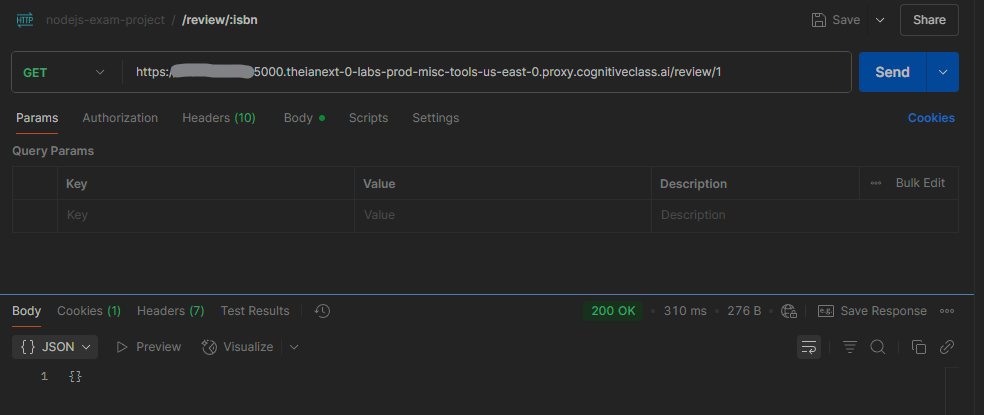 HTTP nodejs-exam-project / /review/:isbn Save Share
GET https: 5000.theianext-0-labs-prod-misc-tools-us-east-0.proxy.cognitiveclass.ai/review/1 Send
Params Authorization Headers (10) Body Scripts Settings Cookies
Query Params
Key Value Description Bulk Edit
Key Value Description
Body Cookies (1) Headers (7) Test Results 200 OK 310 ms 276 B e.g. Save Response
{} JSON Preview Visualize
1 {}